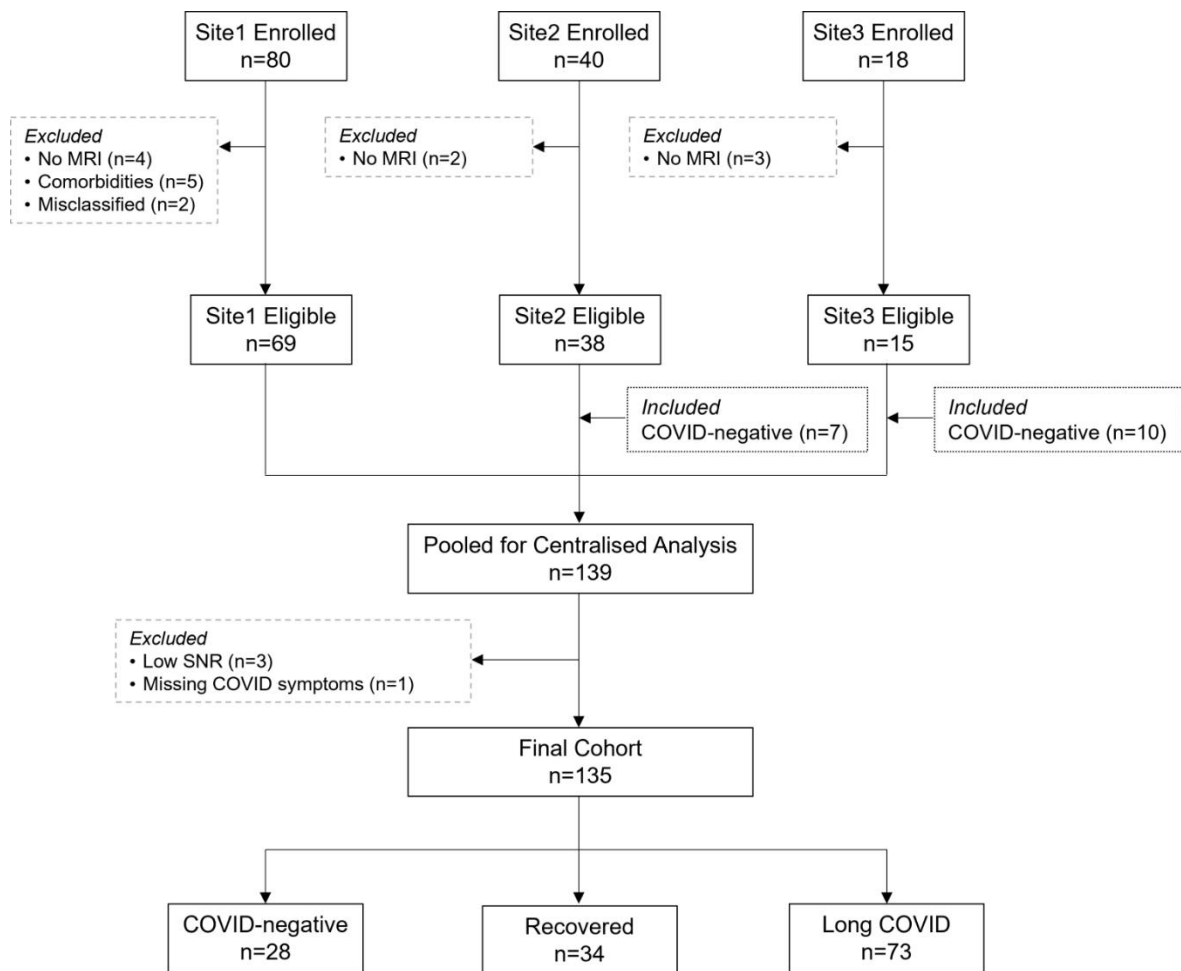 Site1 Enrolled
n=80
Site2 Enrolled
n=40
Site3 Enrolled
n=18
Excluded
• No MRI (n=4)
• Comorbidities (n=5)
• Misclassified (n=2)
Excluded
• No MRI (n=2)
Excluded
• No MRI (n=3)
Site1 Eligible
n=69
Site2 Eligible
n=38
Site3 Eligible
n=15
Included
COVID-negative (n=7)
Included
COVID-negative (n=10)
Pooled for Centralised Analysis
n=139
Excluded
• Low SNR (n=3)
• Missing COVID symptoms (n=1)
Final Cohort
n=135
COVID-negative
n=28
Recovered
n=34
Long COVID
n=73